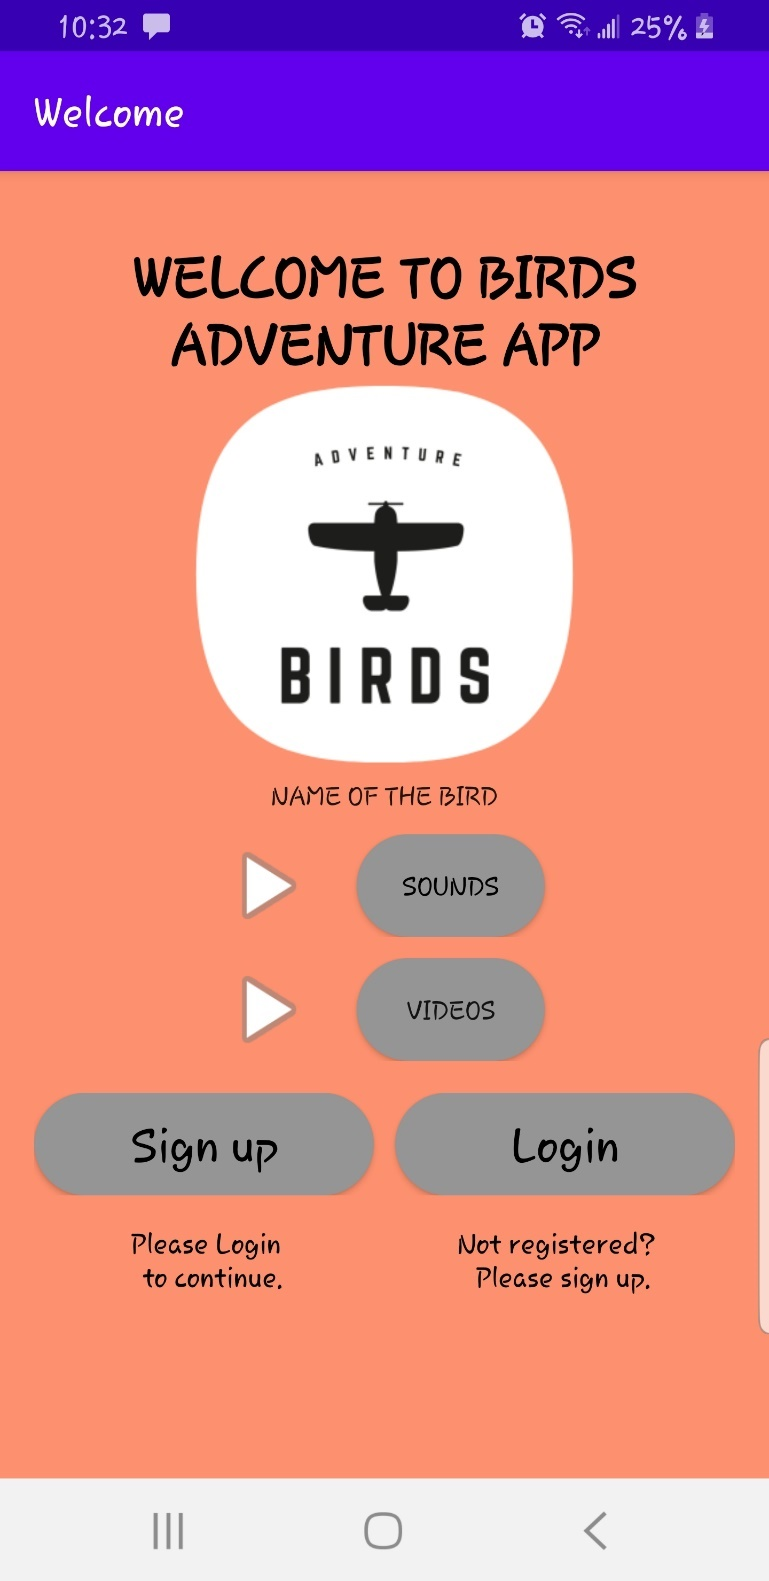 10:32
25%
Welcome
WELCOME TO BIRDS
ADVENTURE APP
ADVENTURE
BIRDS
NAME OF THE BIRD
SOUNDS
VIDEOS
Sign up
Login
Please Login
to continue.
Not registered?
Please sign up.